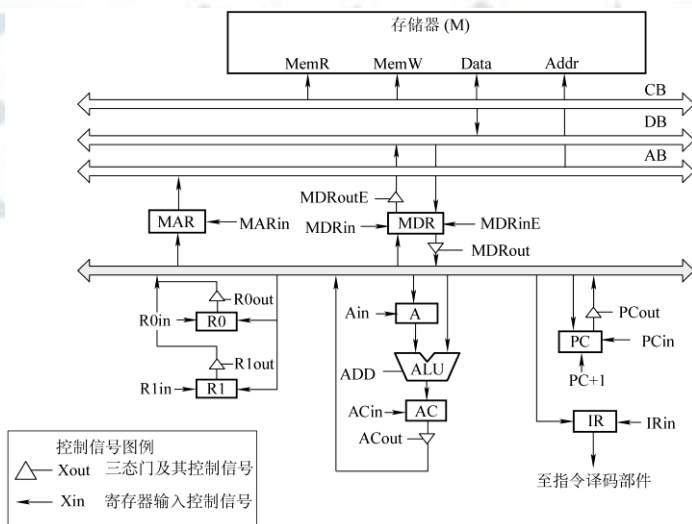 存储器 (M)
MemR MemW Data Addr
CB
DB
AB
MDRoutE
MAR MARin MDRin MDR MDRinE
MDRout
R0out
R0in R0
Ain A
PCout
PC PCin
R1out
ADD ALU
PC+1
R1in R1
ACin AC
IR IRin
ACout
控制信号图例
Xout 三态门及其控制信号
Xin 寄存器输入控制信号
至指令译码部件